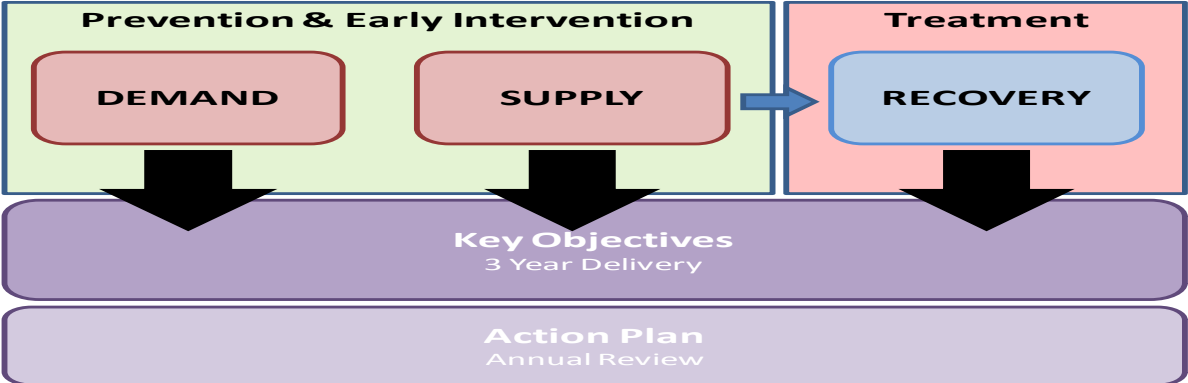 Prevention & Early Intervention
Treatment
DEMAND
SUPPLY
RECOVERY
Key Objectives
3 Year Delivery
Action Plan
Annual Review